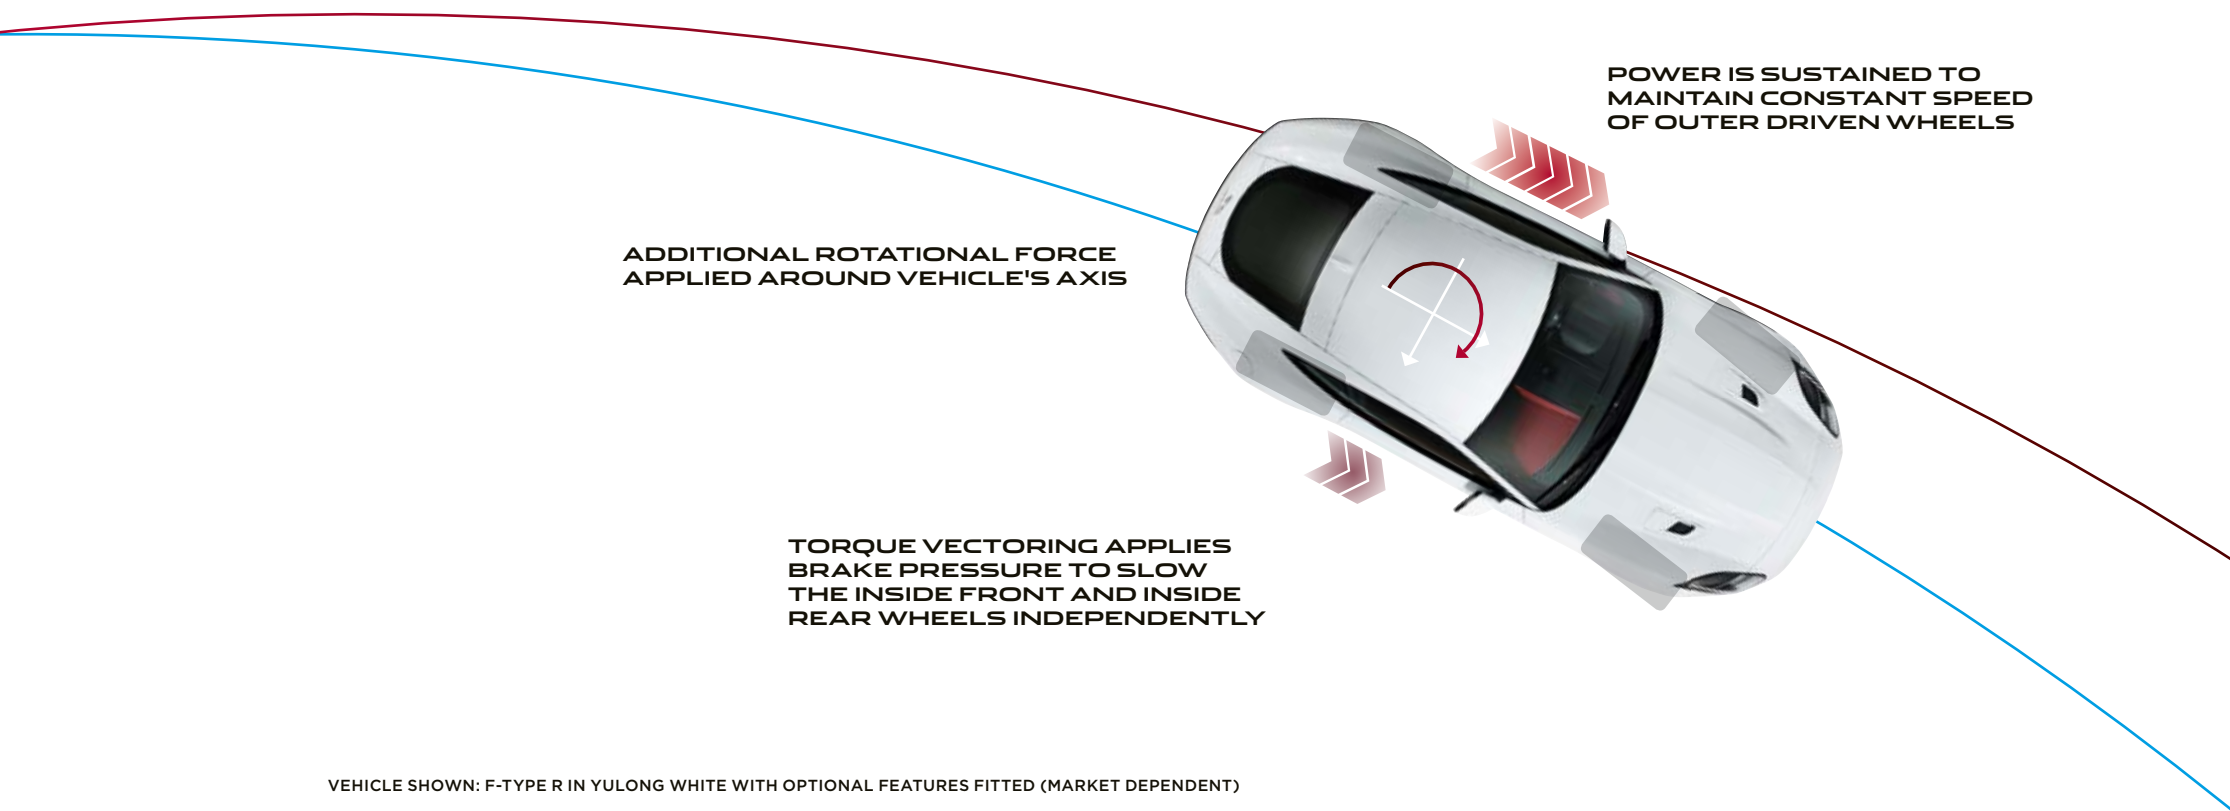 POWER IS SUSTAINED TO
MAINTAIN CONSTANT SPEED
OF OUTER DRIVEN WHEELS
ADDITIONAL ROTATIONAL FORCE
APPLIED AROUND VEHICLE'S AXIS
TORQUE VECTORING APPLIES
BRAKE PRESSURE TO SLOW
THE INSIDE FRONT AND INSIDE
REAR WHEELS INDEPENDENTLY
VEHICLE SHOWN: F-TYPE R IN YULONG WHITE WITH OPTIONAL FEATURES FITTED (MARKET DEPENDENT)